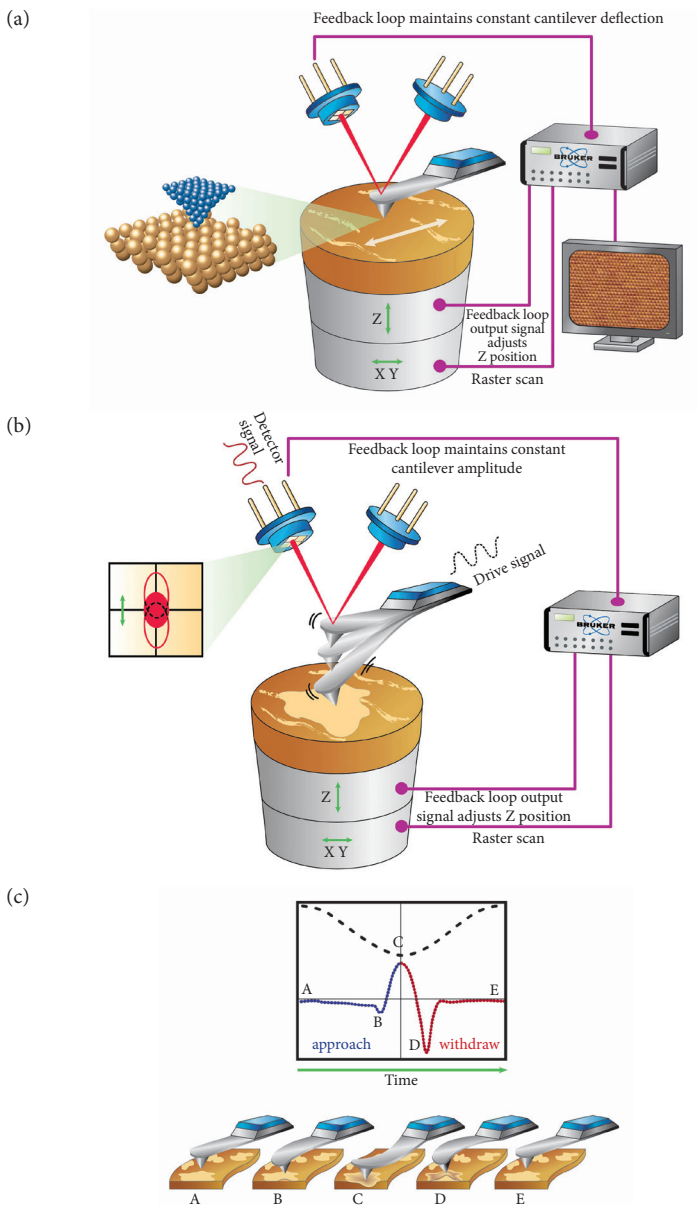 (a)
Feedback loop maintains constant cantilever deflection
BRUKER
Z
Feedback loop
output signal
adjusts
Z position
X Y
Raster scan
(b)
Detector
signal
Feedback loop maintains constant
cantilever amplitude
Drive signal
BRUKER
Z
Feedback loop output
signal adjusts Z position
X Y
Raster scan
(c)
C
A
E
B
D
approach
withdraw
Time
A
B
C
D
E